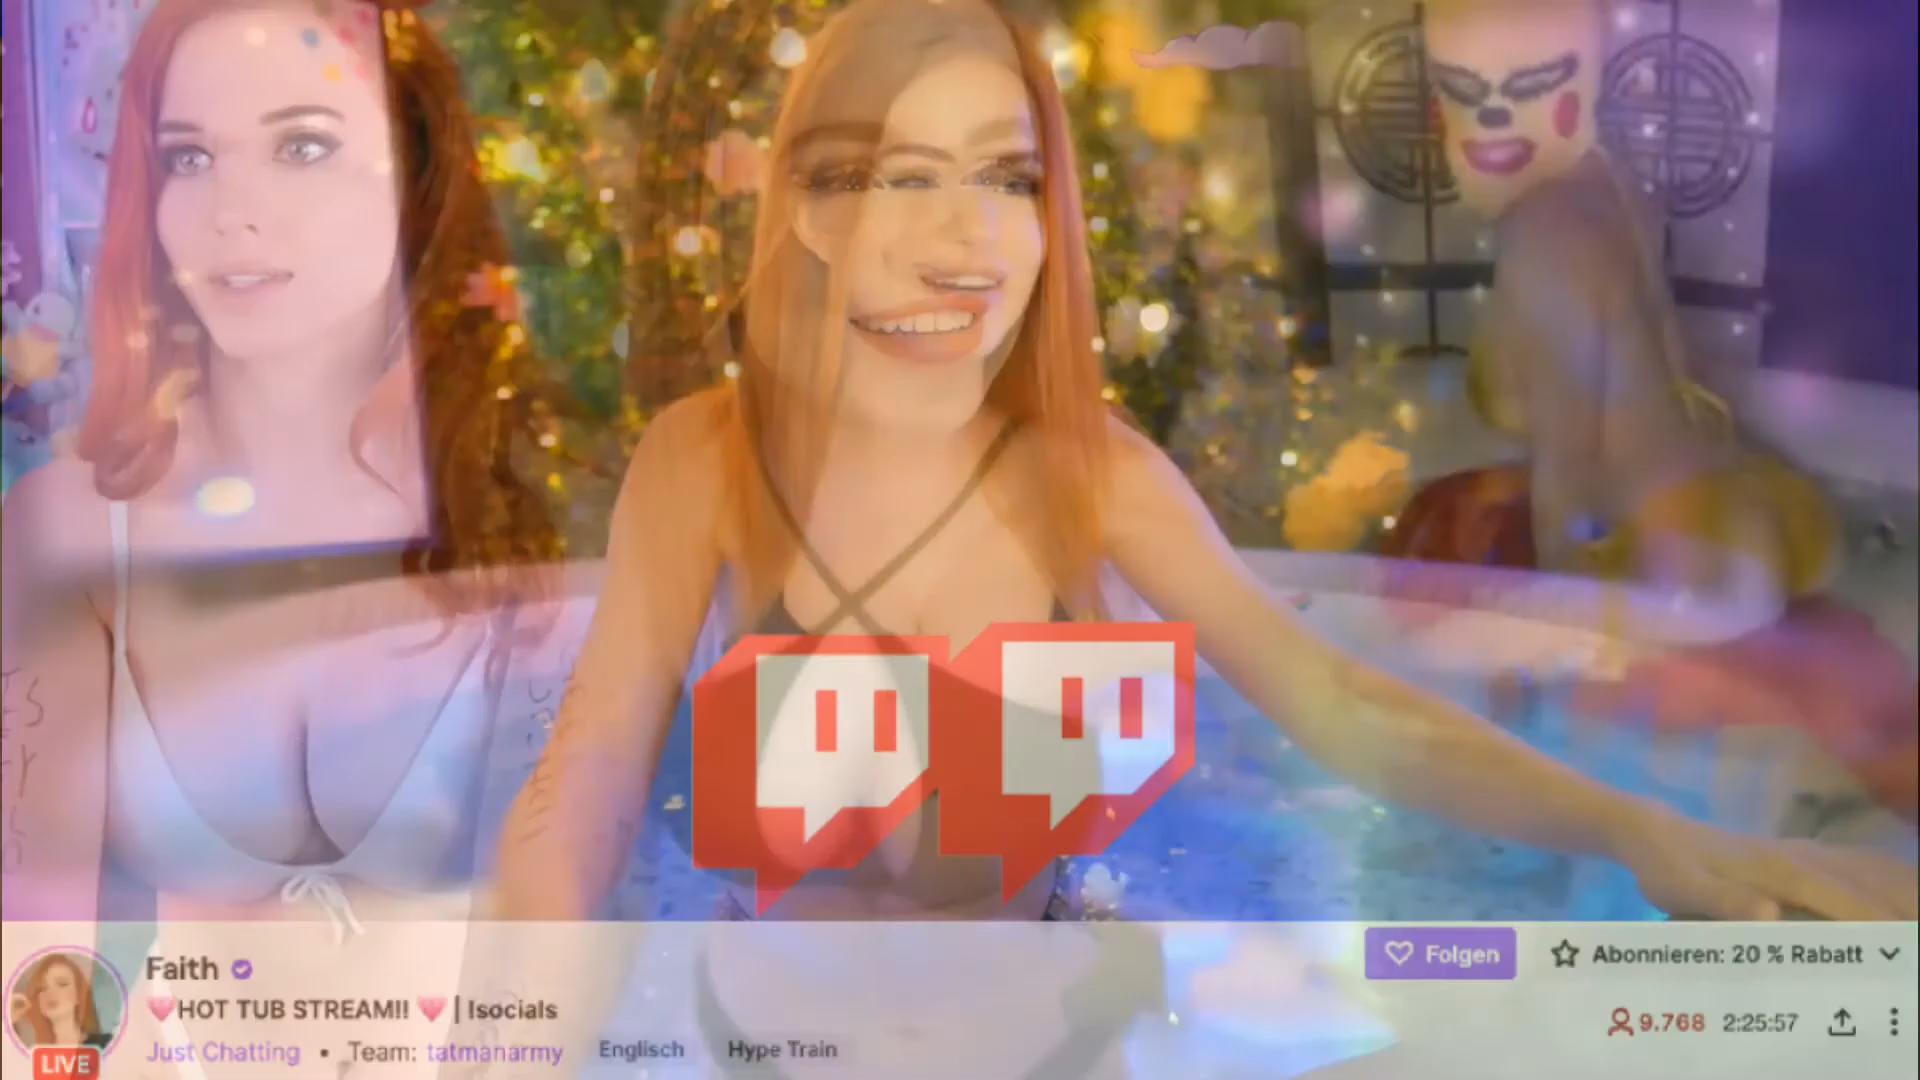 Faith
HOT TUB STREAM!! | !socials
Just Chatting • Team: tatmanarmy Englisch Hype Train
LIVE
Folgen
Abonnieren: 20 % Rabatt
9.768 2:25:57